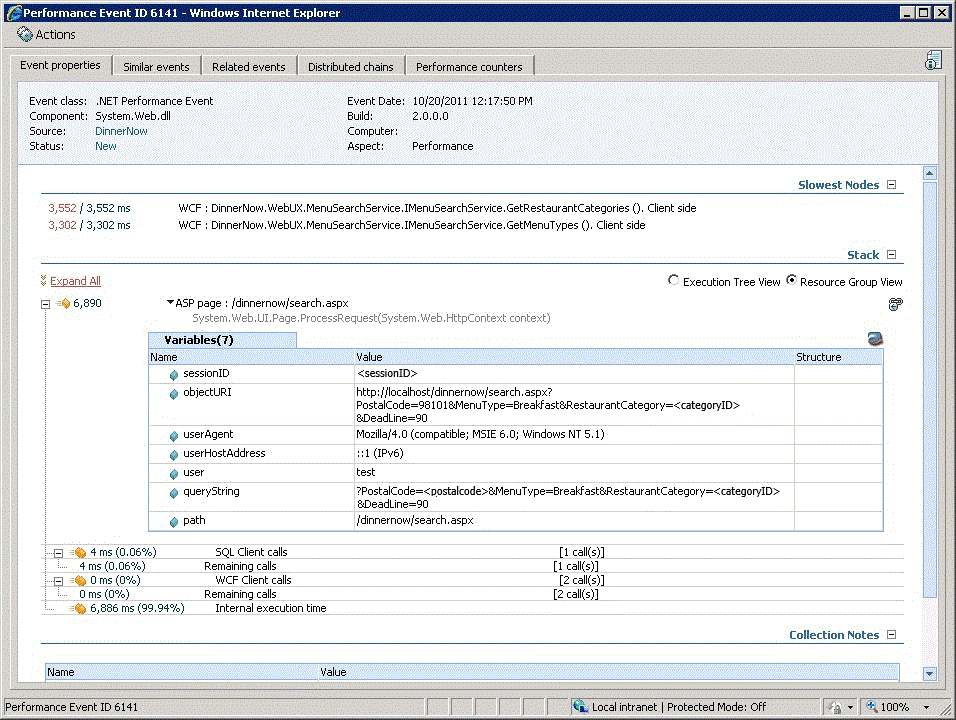 Performance Event ID 6141 - Windows Internet Explorer
Actions
Event properties Similar events Related events Distributed chains Performance counters
Event class: .NET Performance Event Event Date: 10/20/2011 12:17:50 PM
Component: System.Web.dll Build: 2.0.0.0
Source: DinnerNow Computer:
Status: New Aspect: Performance
Slowest Nodes
3,552 / 3,552 ms WCF : DinnerNow.WebUX.MenuSearchService.IMenuSearchService.GetRestaurantCategories (). Client side
3,302 / 3,302 ms WCF : DinnerNow.WebUX.MenuSearchService.IMenuSearchService.GetMenuTypes (). Client side
Stack
Expand All Execution Tree View Resource Group View
6,890 ASP page : /dinnernow/search.aspx
System.Web.UI.Page.ProcessRequest(System.Web.HttpContext context)
Variables(7)
Name Value Structure
sessionID <sessionID>
objectURI http://localhost/dinnernow/search.aspx?
PostalCode=98101&MenuType=Breakfast&RestaurantCategory=<categoryID>
&DeadLine=90
userAgent Mozilla/4.0 (compatible; MSIE 6.0; Windows NT 5.1)
userHostAddress ::1 (IPv6)
user test
queryString ?PostalCode=<postalcode>&MenuType=Breakfast&RestaurantCategory=<categoryID>
&DeadLine=90
path /dinnernow/search.aspx
4 ms (0.06%) SQL Client calls [1 call(s)]
4 ms (0.06%) Remaining calls [1 call(s)]
0 ms (0%) WCF Client calls [2 call(s)]
0 ms (0%) Remaining calls [2 call(s)]
6,886 ms (99.94%) Internal execution time
Collection Notes
Name Value
Performance Event ID 6141 Local intranet | Protected Mode: Off 100%